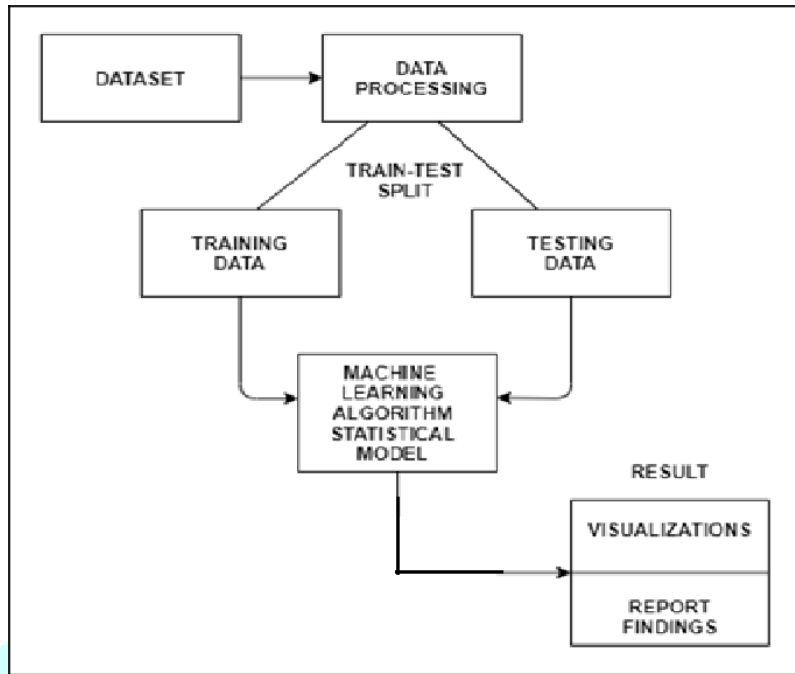 DATASET
DATA
PROCESSING
TRAIN-TEST
SPLIT
TRAINING
DATA
TESTING
DATA
MACHINE
LEARNING
ALGORITHM
STATISTICAL
MODEL
RESULT
VISUALIZATIONS
REPORT
FINDINGS